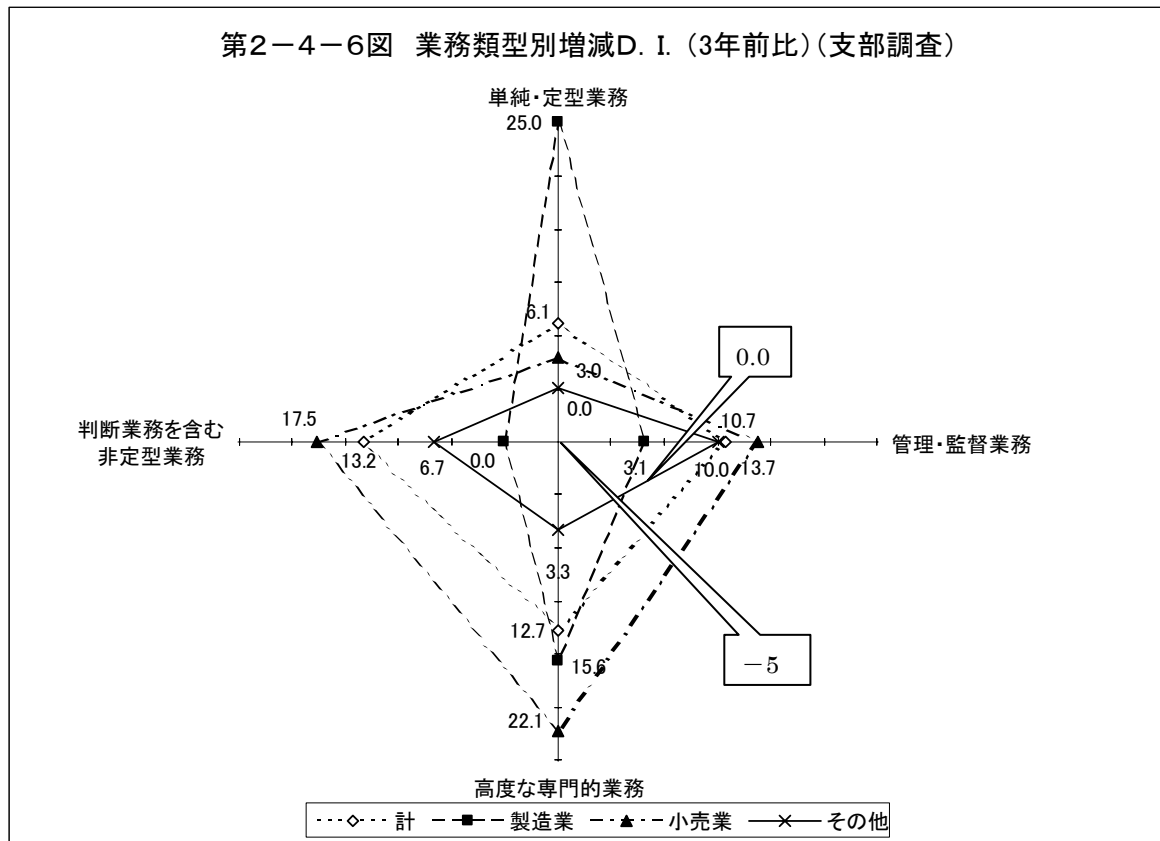 第2－4－6図 業務類型別増減D．I．（3年前比）（支部調査）
単純・定型業務
25.0
6.1
0.0
3.0
0.0
17.5
10.7
判断業務を含む
非定型業務
13.2
6.7
0.0
3.1
10.0
13.7
管理・監督業務
3.3
12.7
15.6
－5
22.1
高度な専門的業務
計 製造業 小売業 その他